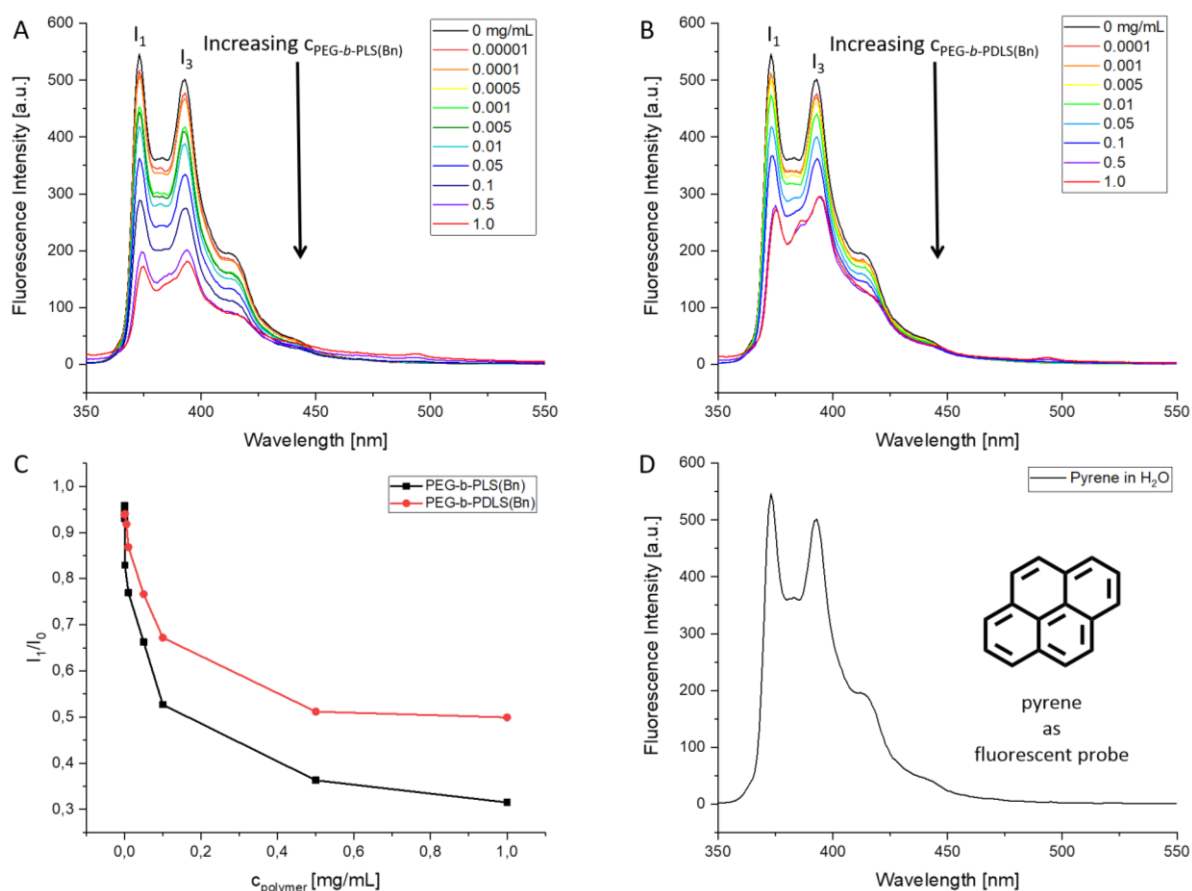 A
I₁
I₃
Increasing c_PEG-b-PLS(Bn)
0 mg/mL
0.00001
0.0001
0.0005
0.001
0.005
0.01
0.05
0.1
0.5
1.0
600
500
400
300
200
100
0
Fluorescence Intensity [a.u.]
350 400 450 500 550
Wavelength [nm]
B
I₁
I₃
Increasing c_PEG-b-PDLS(Bn)
0 mg/mL
0.0001
0.001
0.005
0.01
0.05
0.1
0.5
1.0
600
500
400
300
200
100
0
Fluorescence Intensity [a.u.]
350 400 450 500 550
Wavelength [nm]
C
PEG-b-PLS(Bn)
PEG-b-PDLS(Bn)
1,0
0,9
0,8
0,7
0,6
0,5
0,4
0,3
I₁/I₀
0,0 0,2 0,4 0,6 0,8 1,0
c_polymer [mg/mL]
D
Pyrene in H₂O
600
500
400
300
200
100
0
Fluorescence Intensity [a.u.]
pyrene
as
fluorescent probe
350 400 450 500 550
Wavelength [nm]